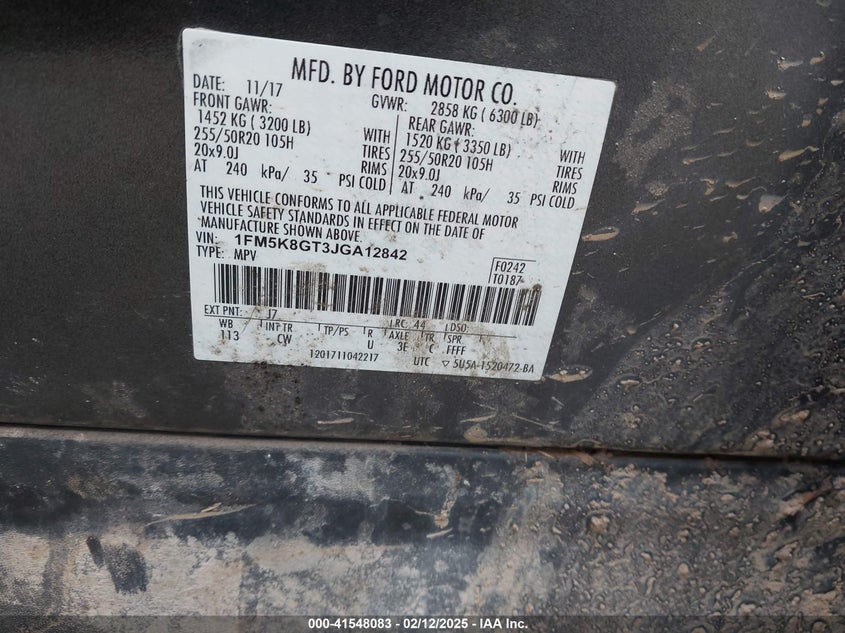 MFD. BY FORD MOTOR CO.
DATE: 11/17 GVWR: 2858 KG ( 6300 LB)
FRONT GAWR: REAR GAWR:
1452 KG ( 3200 LB) WITH 1520 KG ( 3350 LB) WITH
255/50R20 105H TIRES 255/50R20 105H TIRES
20x9.0J RIMS 20x9.0J RIMS
AT 240 kPa/ 35 PSI COLD AT 240 kPa/ 35 PSI COLD
THIS VEHICLE CONFORMS TO ALL APPLICABLE FEDERAL MOTOR
VEHICLE SAFETY STANDARDS IN EFFECT ON THE DATE OF
MANUFACTURE SHOWN ABOVE.
VIN: 1FM5K8GT3JGA12842
TYPE: MPV
F0242
T0187
EXT PNT: J7 RC: 44 DSO:
WB INT TR TP/PS R AXLE TR SPR
113 CW U 3E C FFFF
1201711042217 UTC ▽ 5U5A-1520472-BA
000-41548083 - 02/12/2025 - IAA Inc.